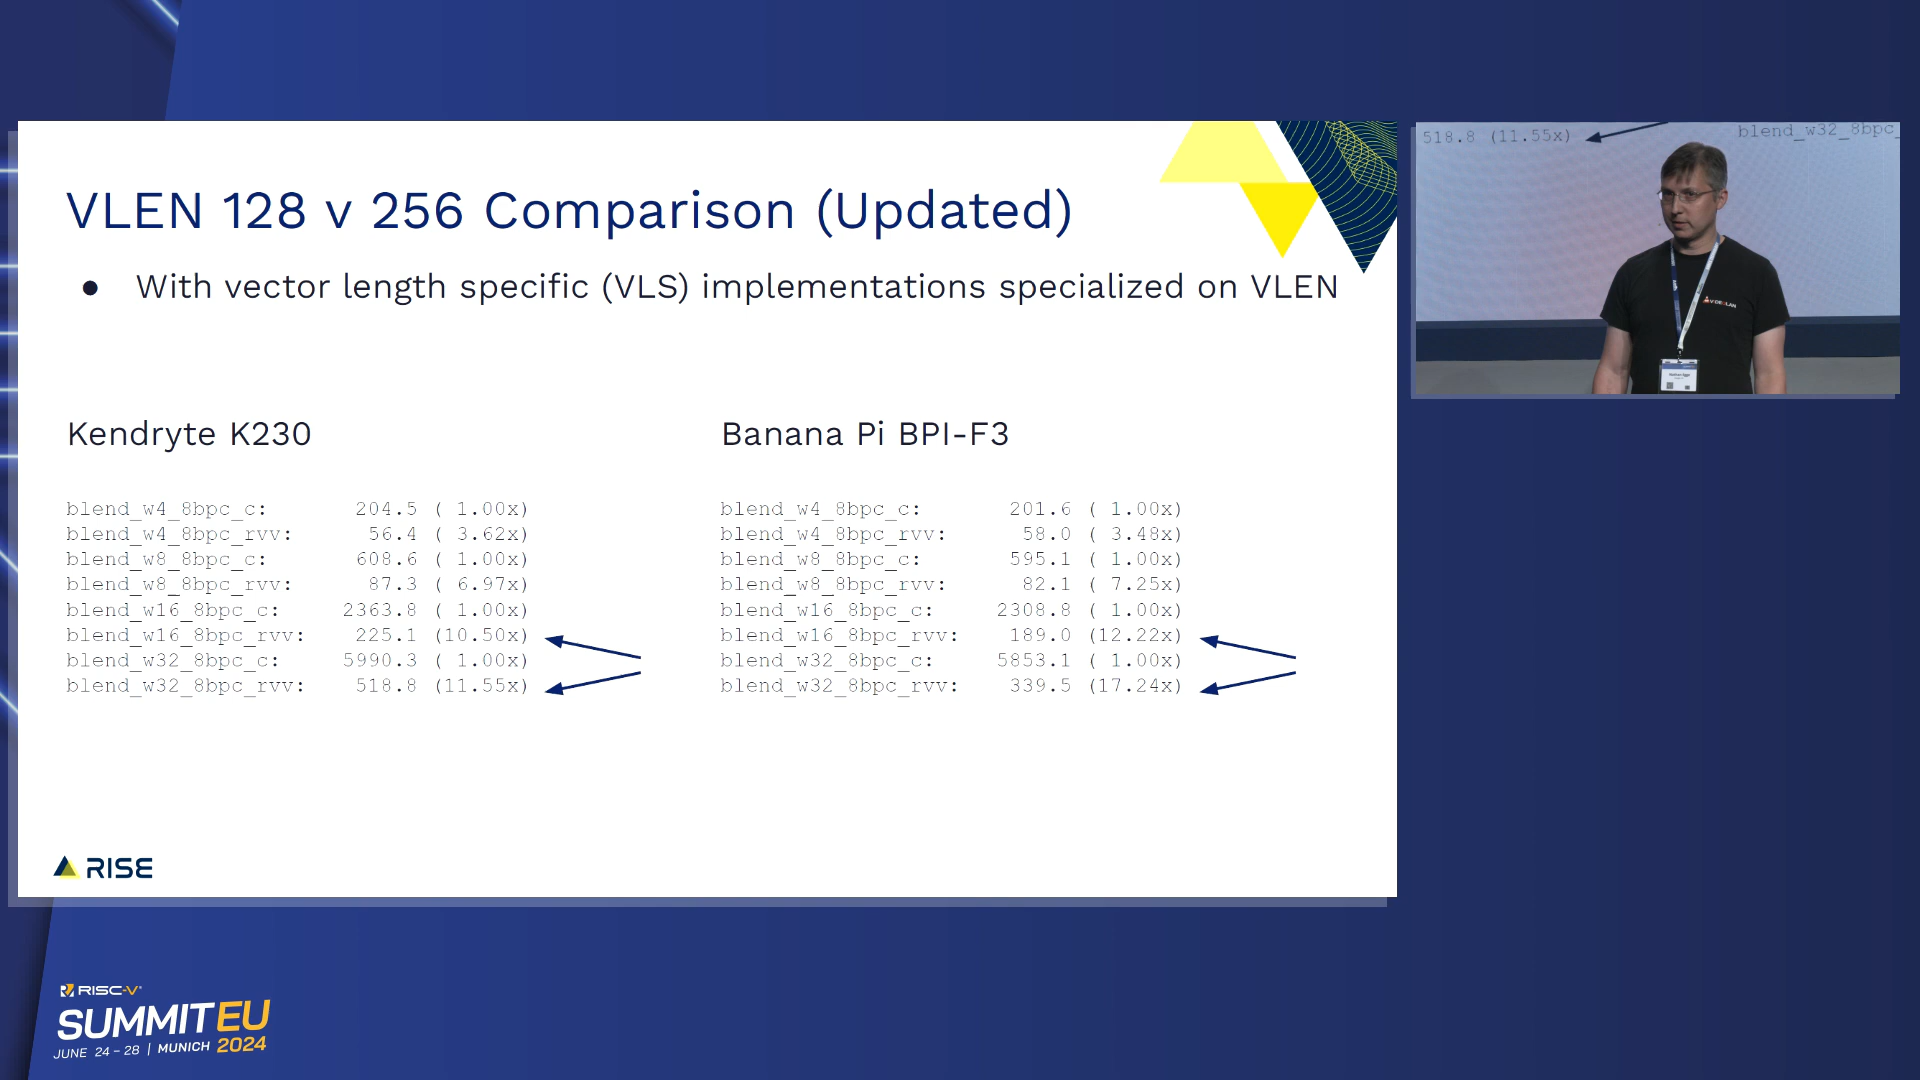 VLEN 128 v 256 Comparison (Updated)
● With vector length specific (VLS) implementations specialized on VLEN
Kendryte K230
blend_w4_8bpc_c: 204.5 ( 1.00x)
blend_w4_8bpc_rvv: 56.4 ( 3.62x)
blend_w8_8bpc_c: 608.6 ( 1.00x)
blend_w8_8bpc_rvv: 87.3 ( 6.97x)
blend_w16_8bpc_c: 2363.8 ( 1.00x)
blend_w16_8bpc_rvv: 225.1 (10.50x)
blend_w32_8bpc_c: 5990.3 ( 1.00x)
blend_w32_8bpc_rvv: 518.8 (11.55x)
Banana Pi BPI-F3
blend_w4_8bpc_c: 201.6 ( 1.00x)
blend_w4_8bpc_rvv: 58.0 ( 3.48x)
blend_w8_8bpc_c: 595.1 ( 1.00x)
blend_w8_8bpc_rvv: 82.1 ( 7.25x)
blend_w16_8bpc_c: 2308.8 ( 1.00x)
blend_w16_8bpc_rvv: 189.0 (12.22x)
blend_w32_8bpc_c: 5853.1 ( 1.00x)
blend_w32_8bpc_rvv: 339.5 (17.24x)
RISE
518.8 (11.55x)
blend_w32_8bpc_
VIDEOLAN
RISC-V®
SUMMIT EU
JUNE 24 – 28 | MUNICH 2024